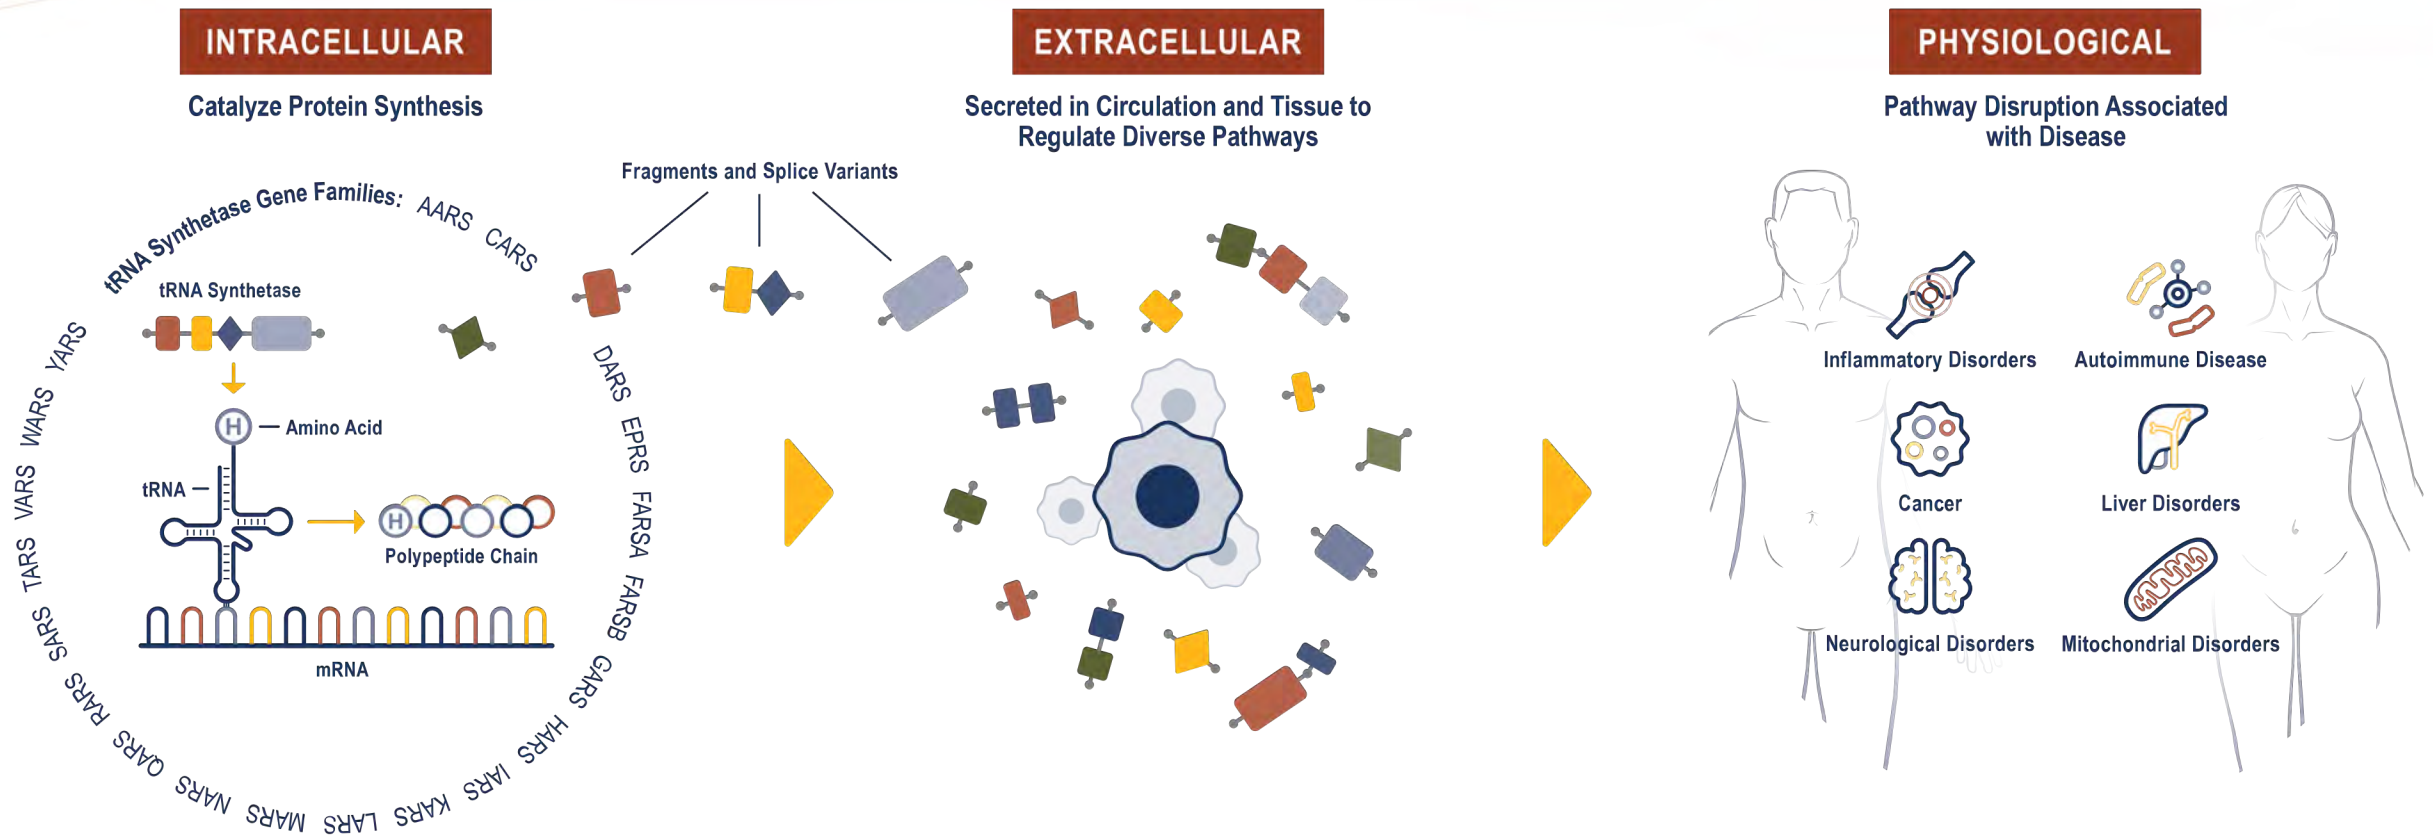 INTRACELLULAR
Catalyze Protein Synthesis
tRNA Synthetase Gene Families: AARS CARS DARS EPRS FARSA FARSB GARS HARS IARS KARS LARS MARS NARS QARS RARS SARS TARS VARS WARS YARS
tRNA Synthetase
H
Amino Acid
tRNA
H
Polypeptide Chain
mRNA
Fragments and Splice Variants
EXTRACELLULAR
Secreted in Circulation and Tissue to
Regulate Diverse Pathways
PHYSIOLOGICAL
Pathway Disruption Associated
with Disease
Inflammatory Disorders
Autoimmune Disease
Cancer
Liver Disorders
Neurological Disorders
Mitochondrial Disorders